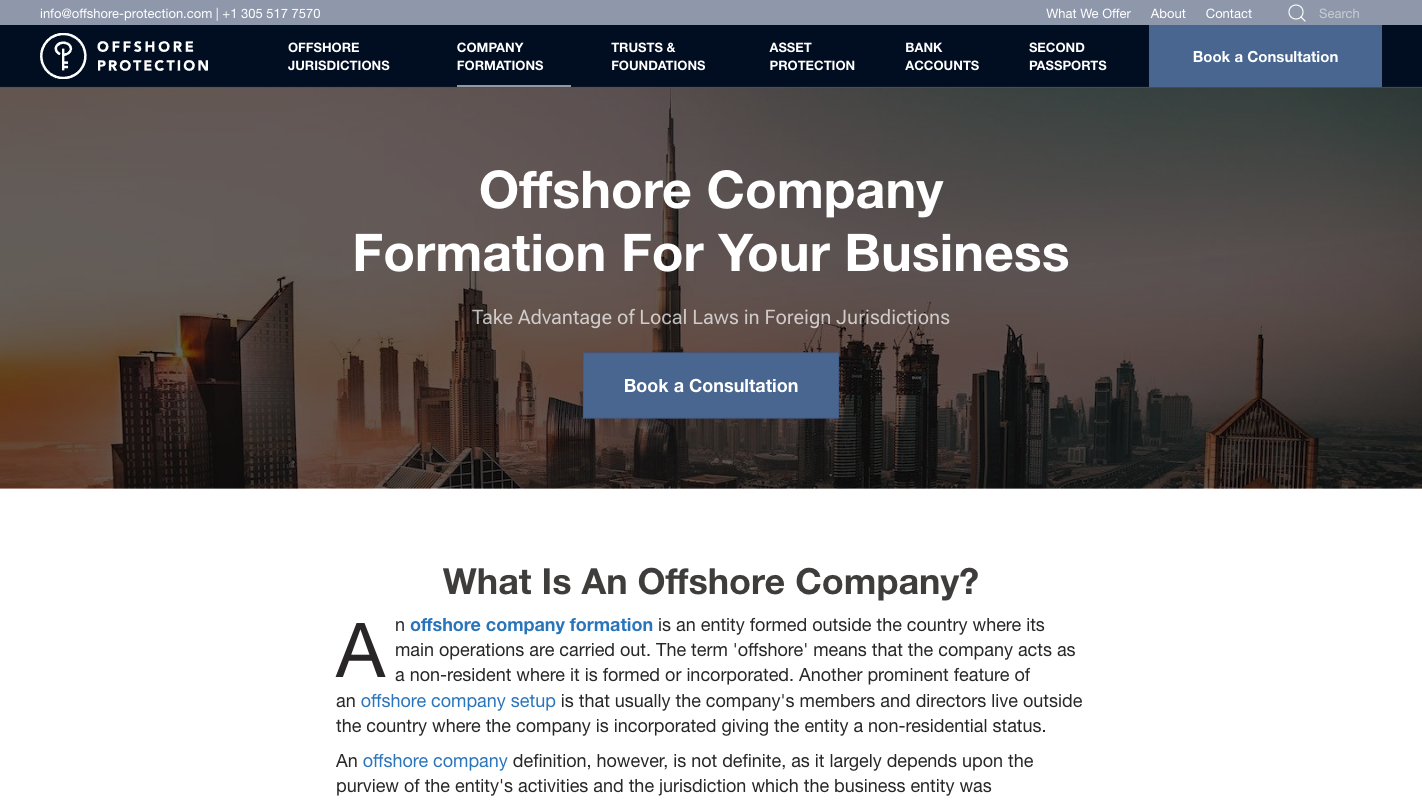 info@offshore-protection.com | +1 305 517 7570
What We Offer About Contact Search
OFFSHORE
PROTECTION
OFFSHORE
JURISDICTIONS
COMPANY
FORMATIONS
TRUSTS &
FOUNDATIONS
ASSET
PROTECTION
BANK
ACCOUNTS
SECOND
PASSPORTS
Book a Consultation
Offshore Company
Formation For Your Business
Take Advantage of Local Laws in Foreign Jurisdictions
Book a Consultation
What Is An Offshore Company?
An offshore company formation is an entity formed outside the country where its
main operations are carried out. The term 'offshore' means that the company acts as
a non-resident where it is formed or incorporated. Another prominent feature of
an offshore company setup is that usually the company's members and directors live outside
the country where the company is incorporated giving the entity a non-residential status.
An offshore company definition, however, is not definite, as it largely depends upon the
purview of the entity's activities and the jurisdiction which the business entity was